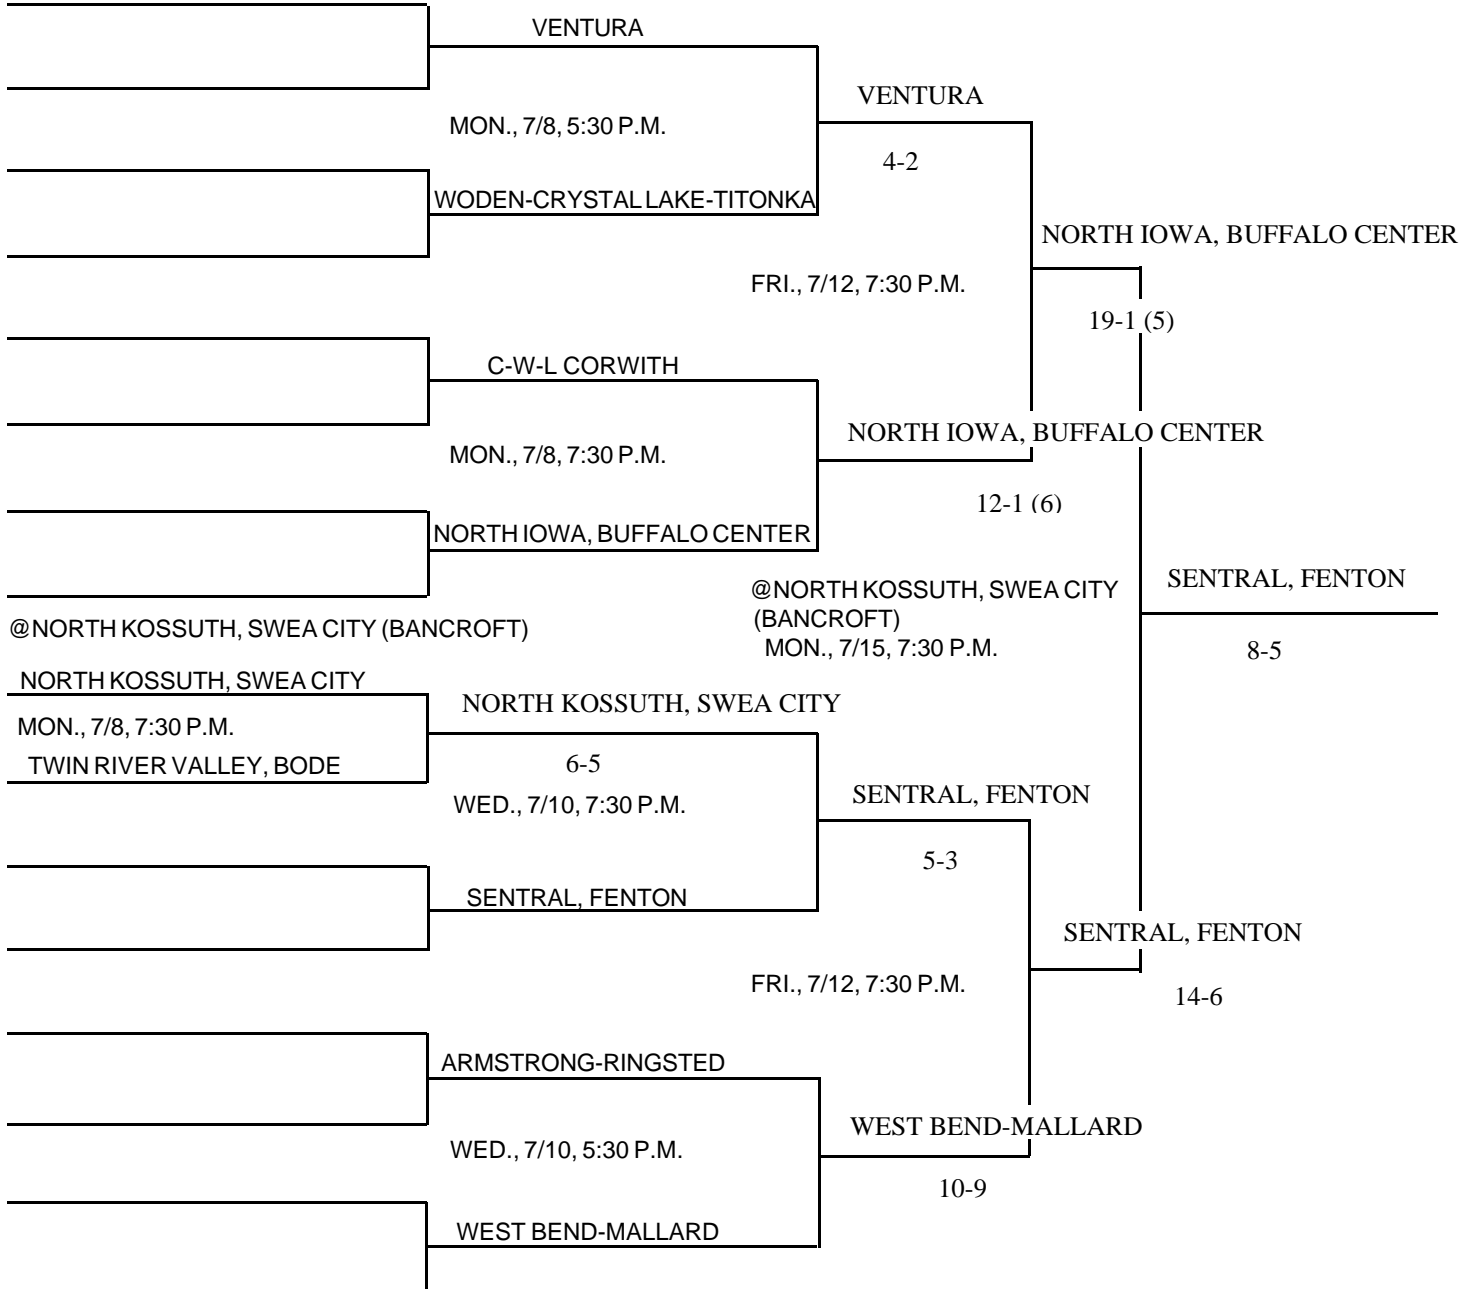 VENTURA
VENTURA
MON., 7/8, 5:30 P.M.
4-2
WODEN-CRYSTAL LAKE-TITONKA
NORTH IOWA, BUFFALO CENTER
FRI., 7/12, 7:30 P.M.
19-1 (5)
C-W-L CORWITH
NORTH IOWA, BUFFALO CENTER
MON., 7/8, 7:30 P.M.
12-1 (6)
NORTH IOWA, BUFFALO CENTER
SENTRAL, FENTON
@NORTH KOSSUTH, SWEA CITY
(BANCROFT)
MON., 7/15, 7:30 P.M.
8-5
@NORTH KOSSUTH, SWEA CITY (BANCROFT)
NORTH KOSSUTH, SWEA CITY
NORTH KOSSUTH, SWEA CITY
MON., 7/8, 7:30 P.M.
TWIN RIVER VALLEY, BODE
6-5
SENTRAL, FENTON
WED., 7/10, 7:30 P.M.
5-3
SENTRAL, FENTON
SENTRAL, FENTON
FRI., 7/12, 7:30 P.M.
14-6
ARMSTRONG-RINGSTED
WEST BEND-MALLARD
WED., 7/10, 5:30 P.M.
10-9
WEST BEND-MALLARD